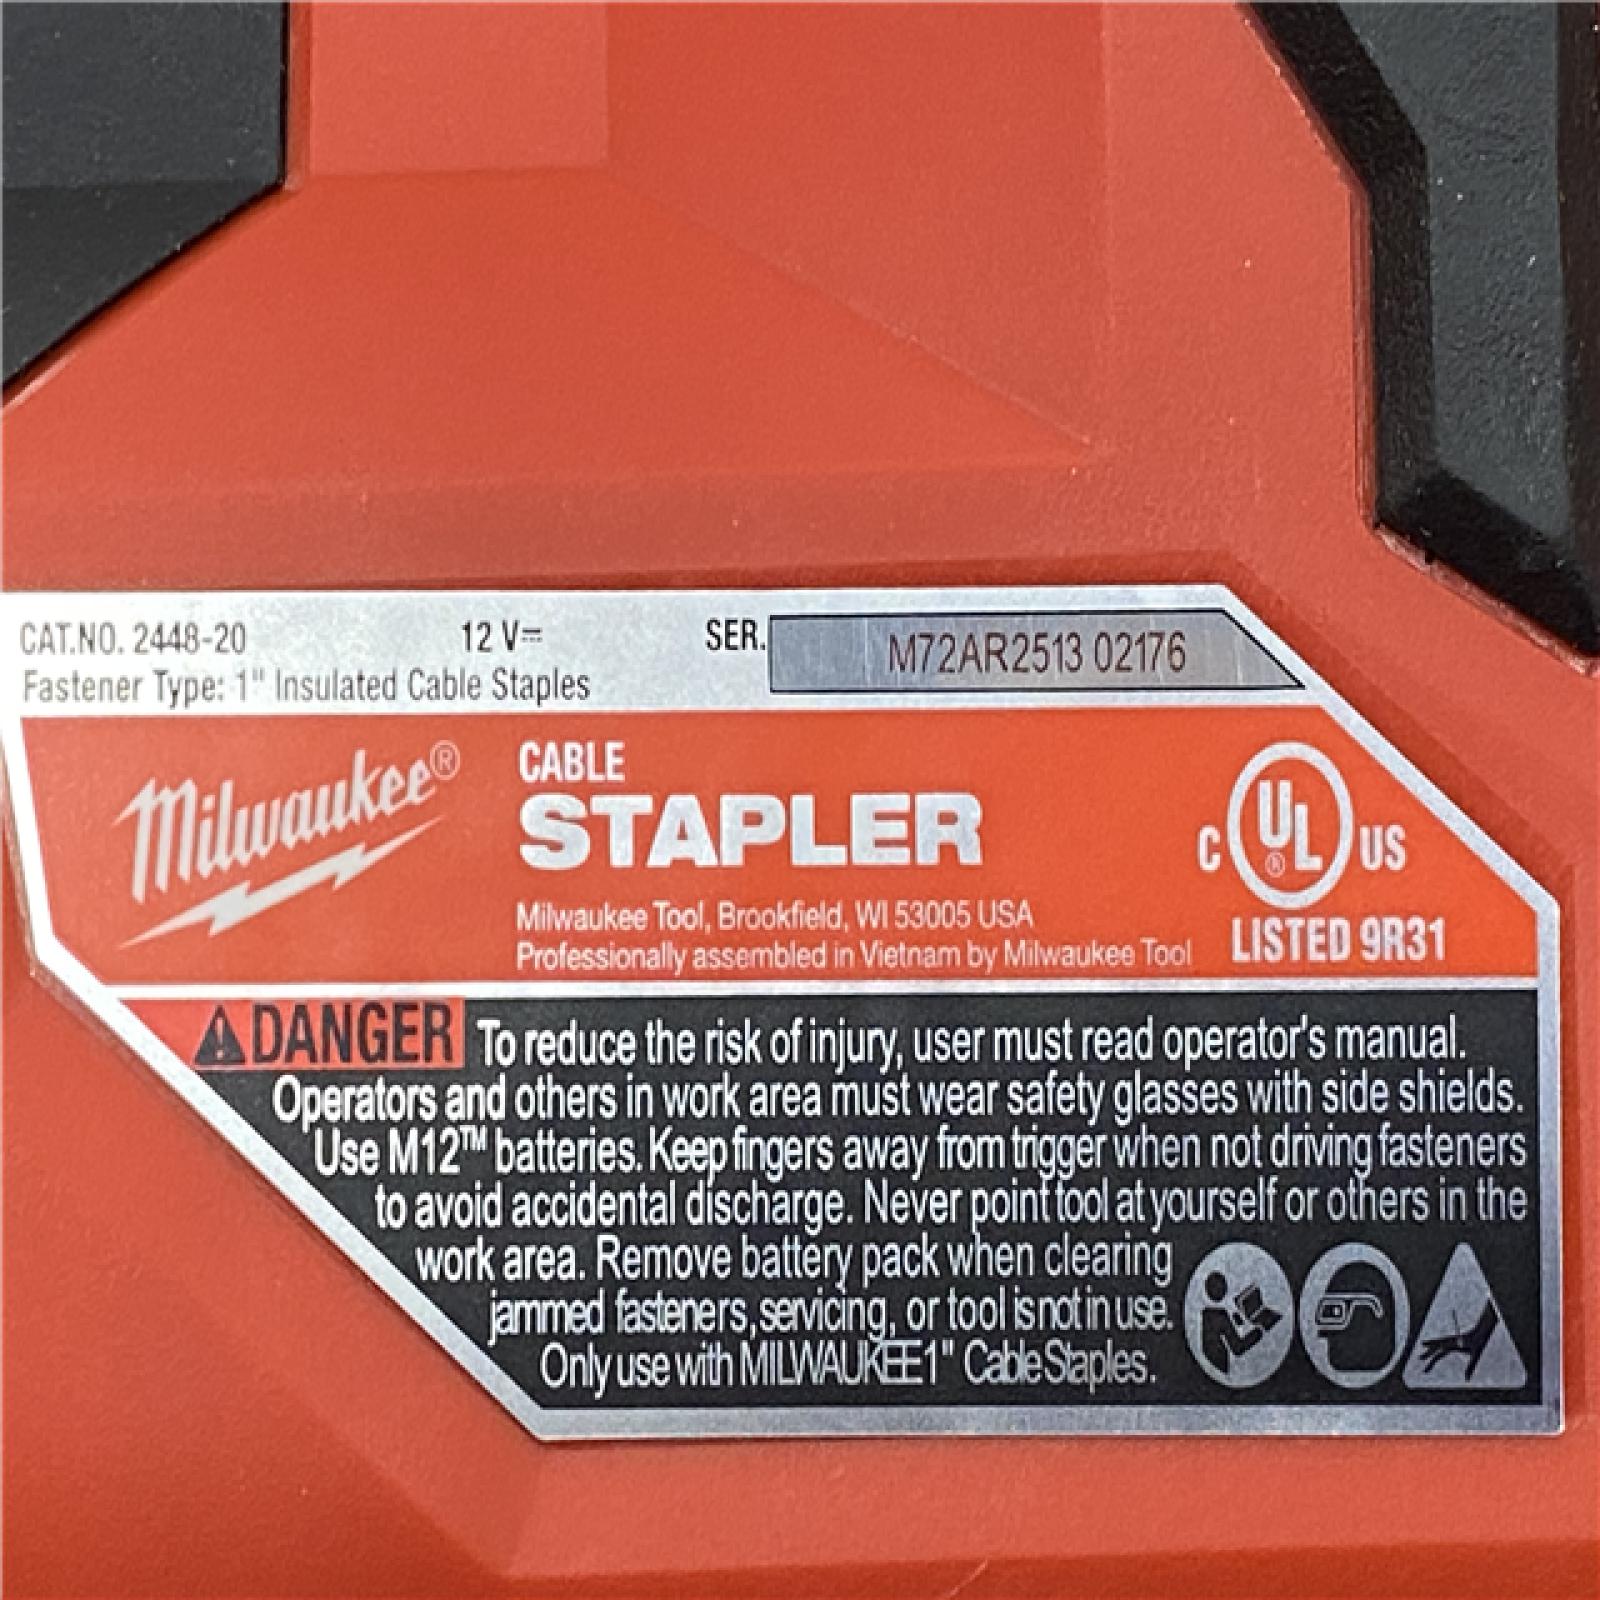 CAT.NO. 2448-20 12 V⎓ SER. M72AR2513 02176
Fastener Type: 1" Insulated Cable Staples
Milwaukee®
CABLE
STAPLER
Milwaukee Tool, Brookfield, WI 53005 USA
Professionally assembled in Vietnam by Milwaukee Tool
C UL® US
LISTED 9R31
⚠DANGER To reduce the risk of injury, user must read operator's manual.
Operators and others in work area must wear safety glasses with side shields.
Use M12™ batteries. Keep fingers away from trigger when not driving fasteners
to avoid accidental discharge. Never point tool at yourself or others in the
work area. Remove battery pack when clearing
jammed fasteners, servicing, or tool is not in use.
Only use with MILWAUKEE 1" Cable Staples.